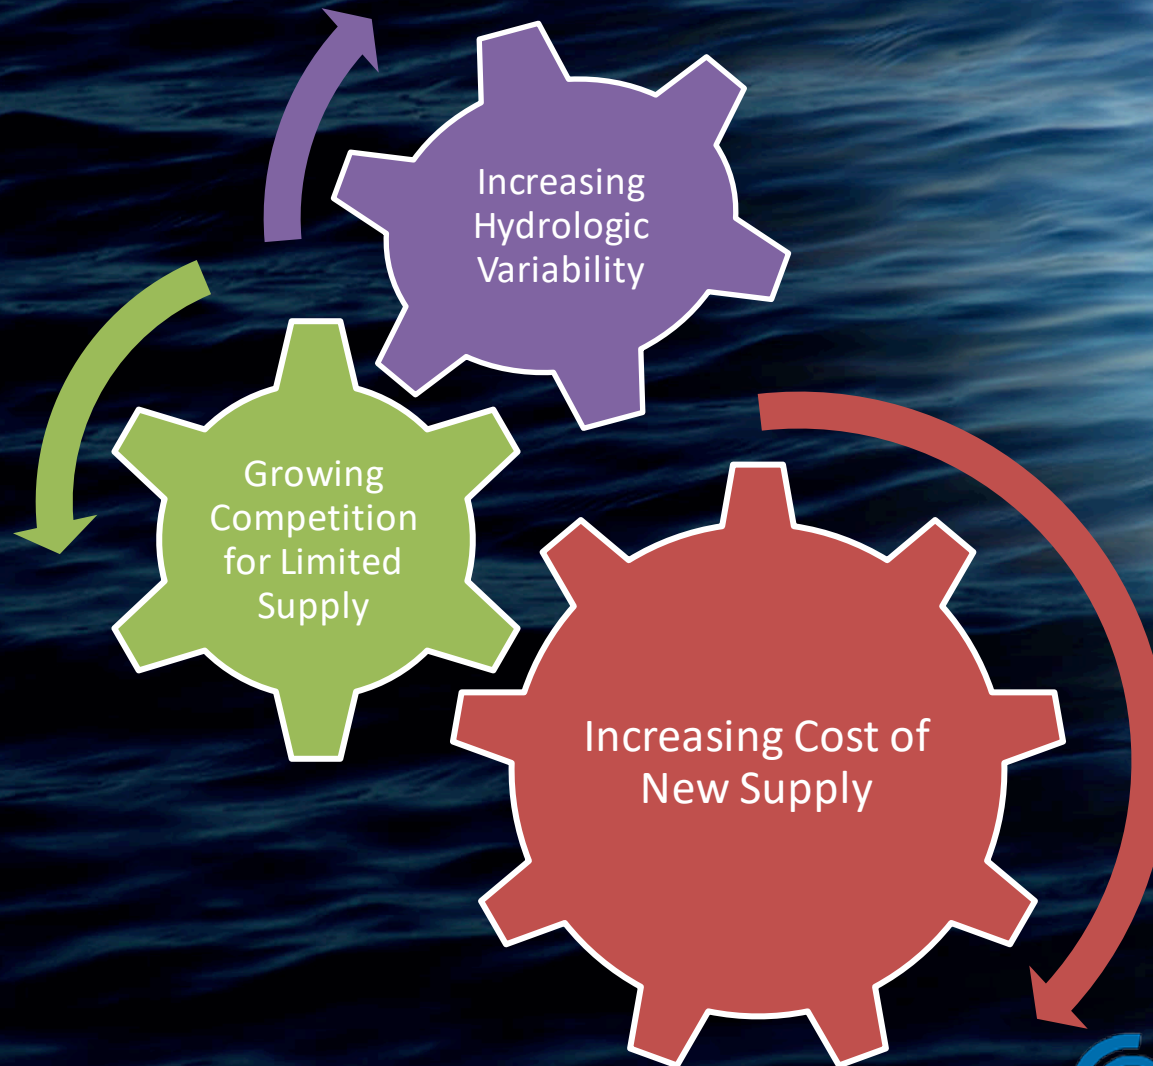 Increasing
Hydrologic
Variability
Growing
Competition
for Limited
Supply
Increasing Cost of
New Supply